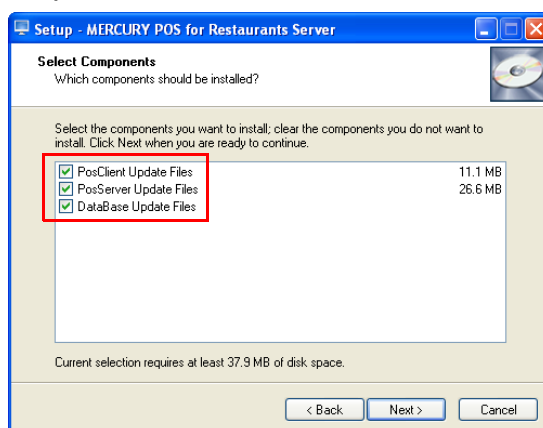 Setup - MERCURY POS for Restaurants Server
Select Components
Which components should be installed?
Select the components you want to install; clear the components you do not want to
install. Click Next when you are ready to continue.
PosClient Update Files 11.1 MB
PosServer Update Files 26.6 MB
DataBase Update Files
Current selection requires at least 37.9 MB of disk space.
< Back Next > Cancel